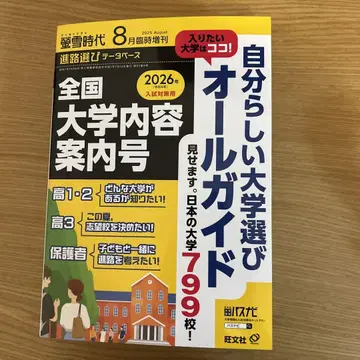 螢雪時代
8月臨時増刊
2025 August
進路選びデータベース
全国
大学内容
案内号
2026年
入試対策用
入りたい
大学はココ!
自分らしい大学選び
オールガイド
見せます。日本の大学799校!
高1・2
どんな大学が
あるか知りたい!
高3
この夏、
志望校を決めたい!
保護者
子どもと一緒に
進路を考えたい!
パスナビ
旺文社